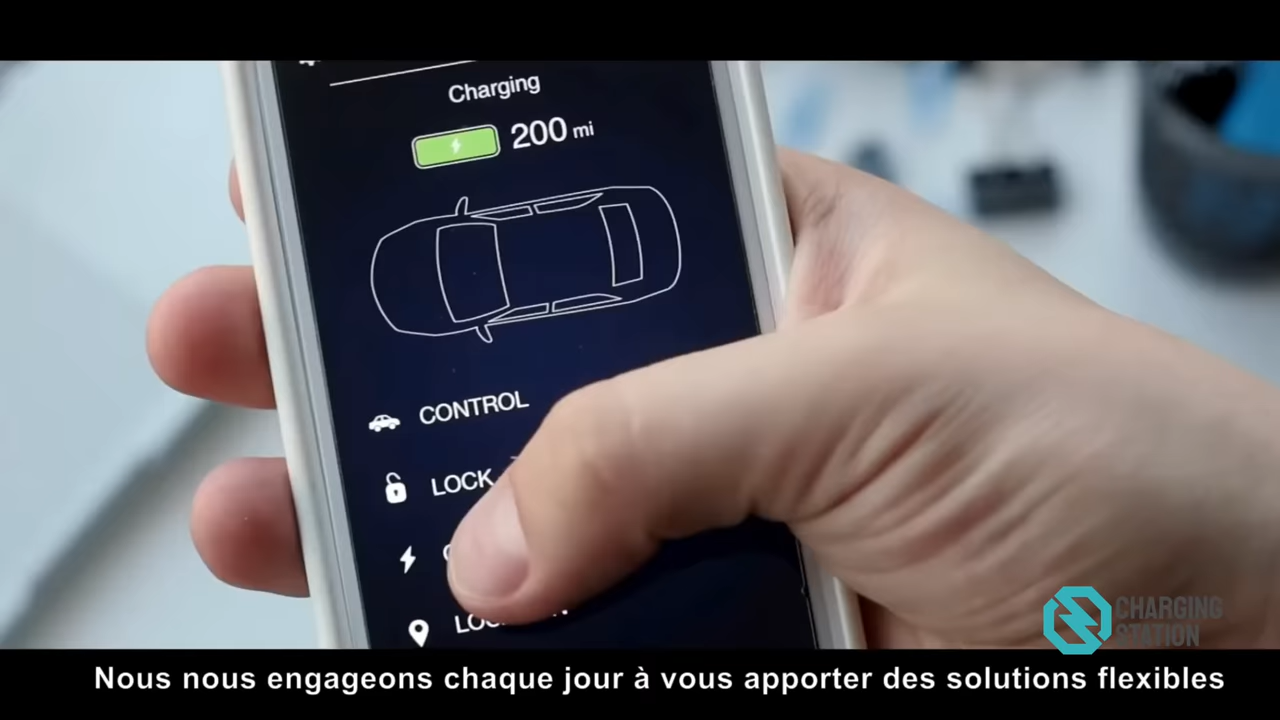 Charging
200 mi
CONTROL
LOCK
CHARGING
STATION
Nous nous engageons chaque jour à vous apporter des solutions flexibles